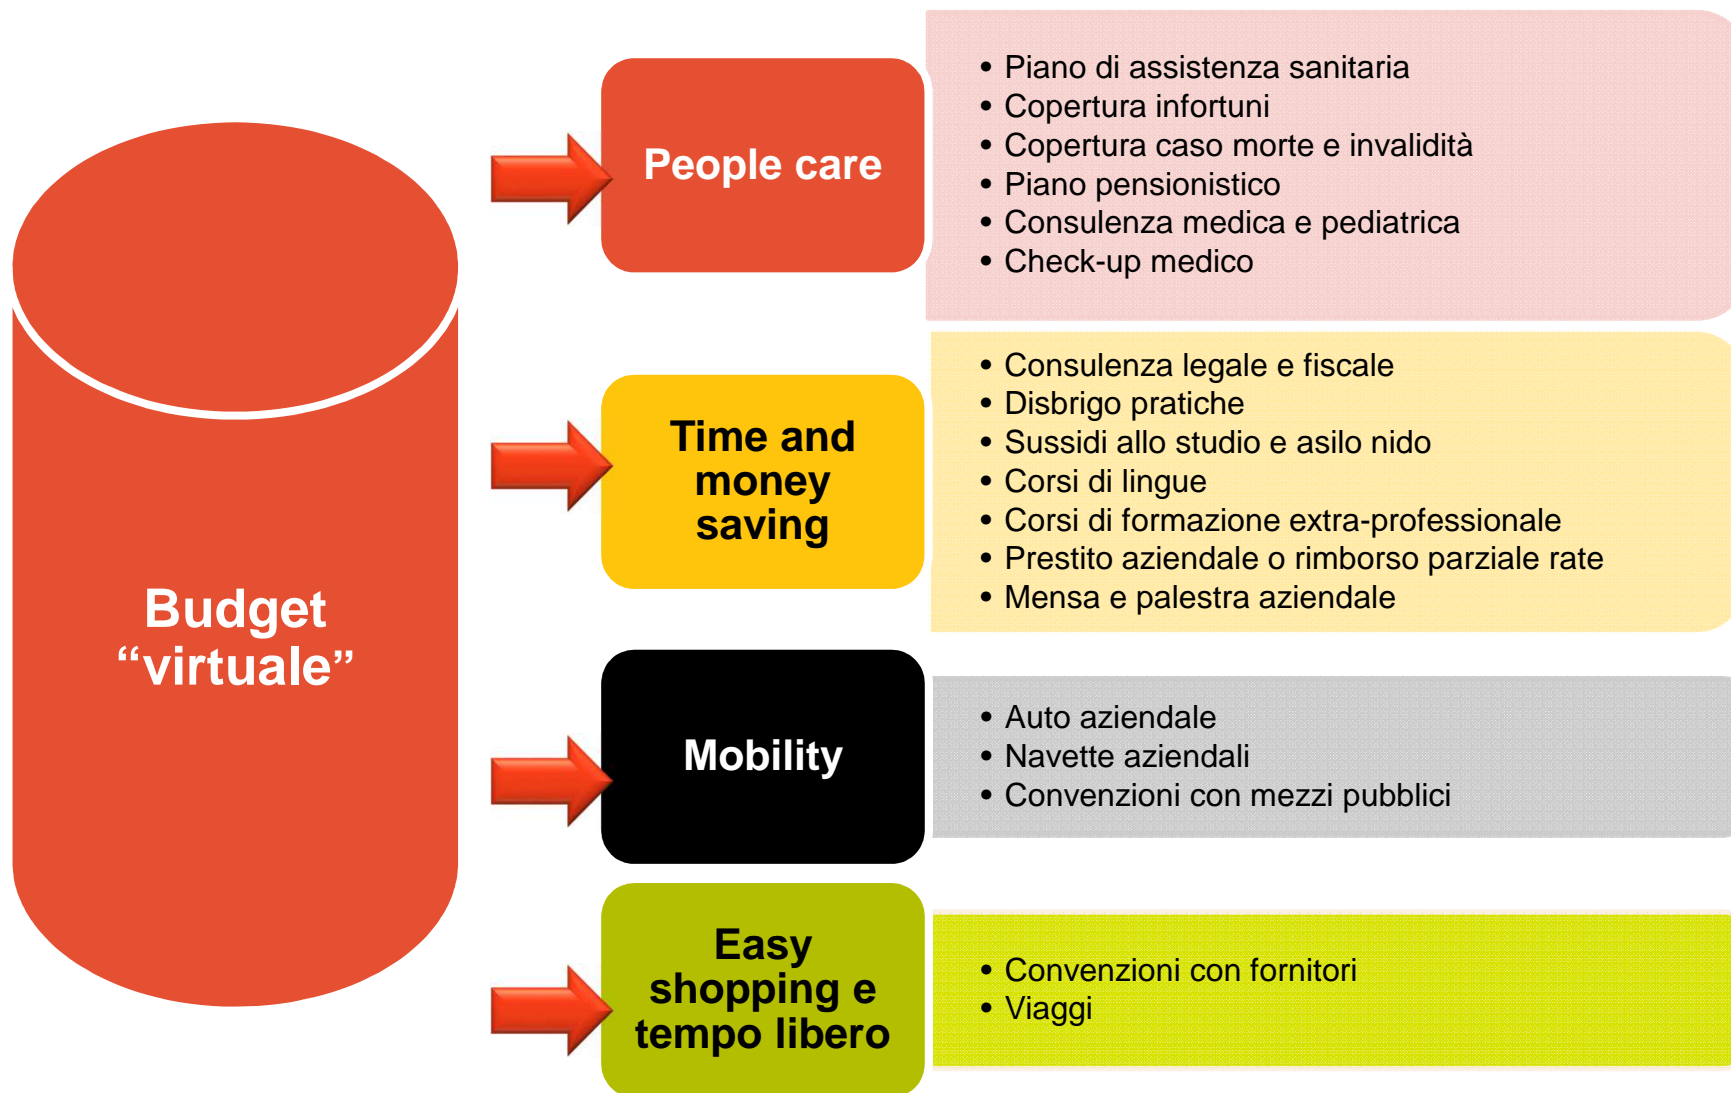 Budget
“virtuale”
People care
• Piano di assistenza sanitaria
• Copertura infortuni
• Copertura caso morte e invalidità
• Piano pensionistico
• Consulenza medica e pediatrica
• Check-up medico
Time and
money
saving
• Consulenza legale e fiscale
• Disbrigo pratiche
• Sussidi allo studio e asilo nido
• Corsi di lingue
• Corsi di formazione extra-professionale
• Prestito aziendale o rimborso parziale rate
• Mensa e palestra aziendale
Mobility
• Auto aziendale
• Navette aziendali
• Convenzioni con mezzi pubblici
Easy
shopping e
tempo libero
• Convenzioni con fornitori
• Viaggi